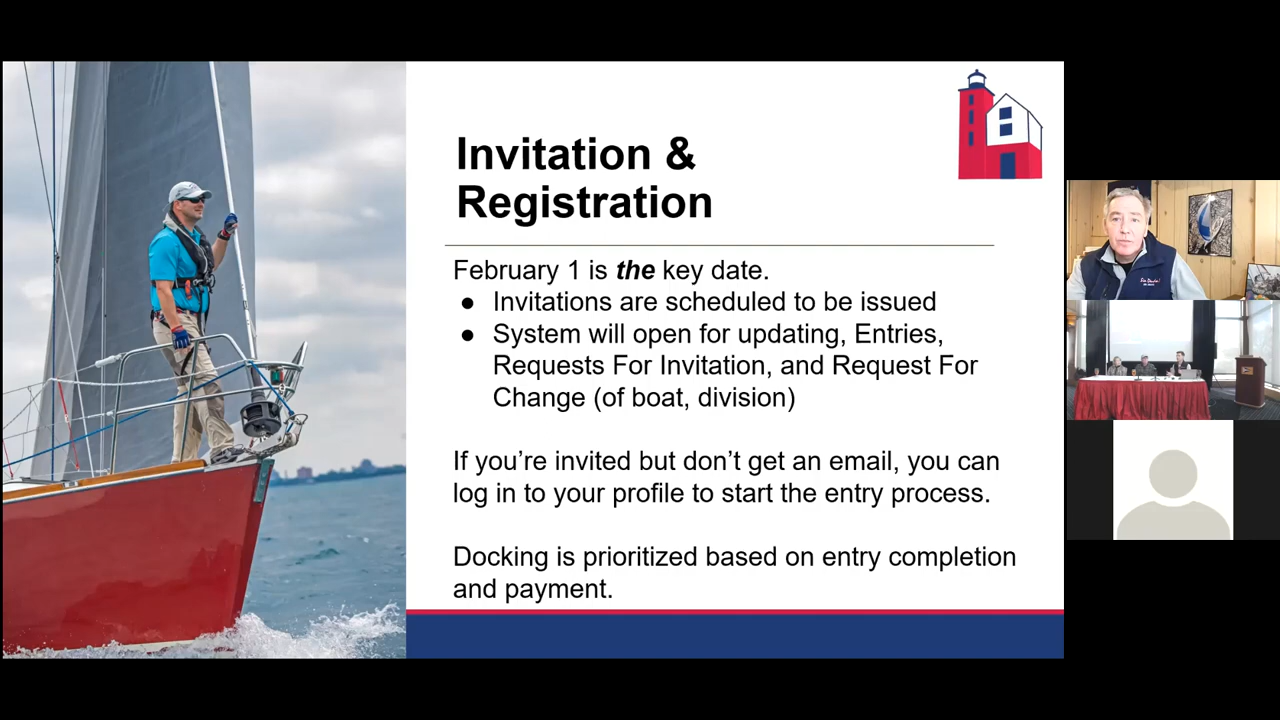 Invitation &
Registration
February 1 is the key date.
● Invitations are scheduled to be issued
● System will open for updating, Entries,
Requests For Invitation, and Request For
Change (of boat, division)
If you’re invited but don’t get an email, you can
log in to your profile to start the entry process.
Docking is prioritized based on entry completion
and payment.